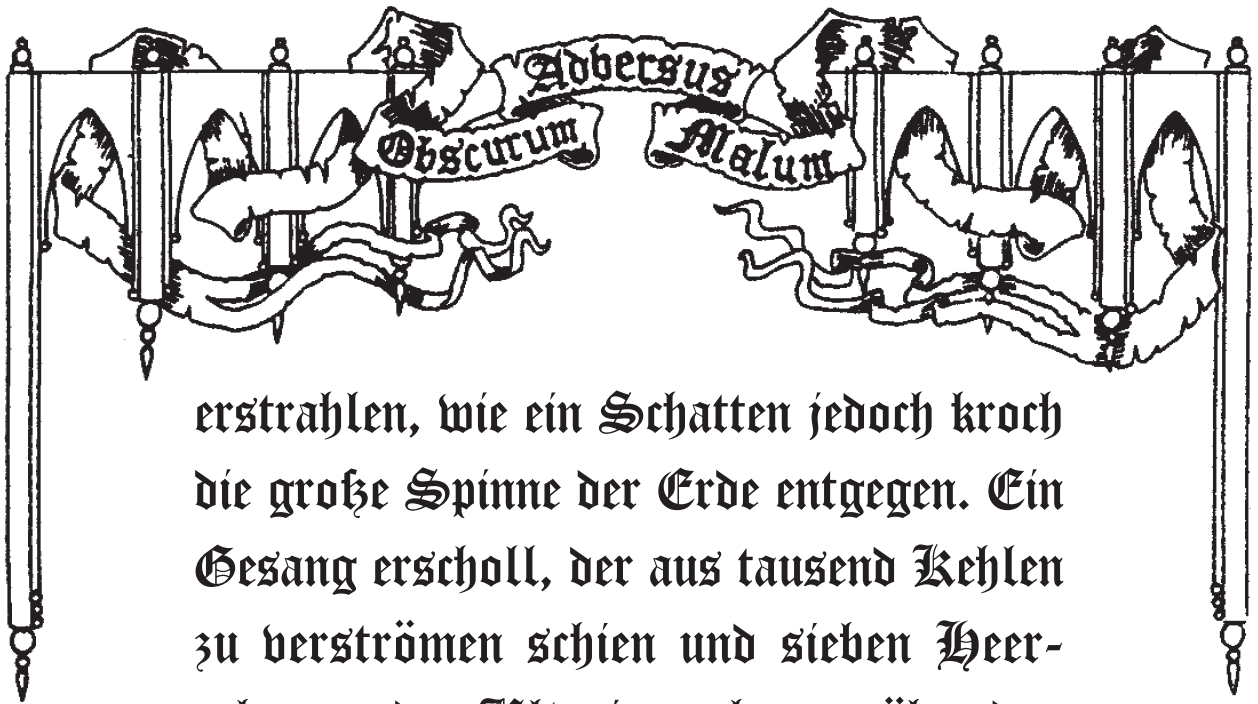 Adversus
Obscurum Malum
erstrahlen, wie ein Schatten jedoch kroch
die große Spinne der Erde entgegen. Ein
Gesang erscholl, der aus tausend Kehlen
zu verströmen schien und sieben Heer-